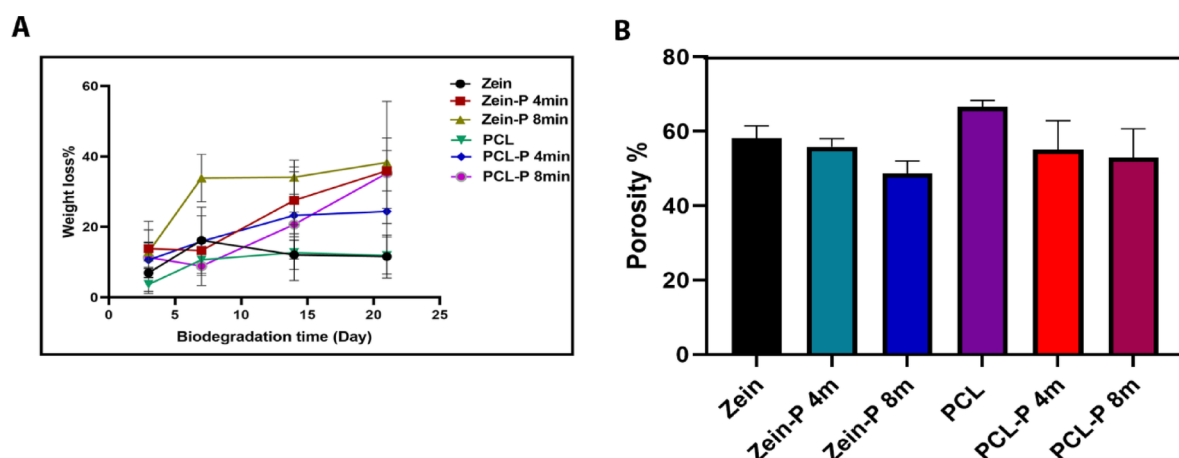 A
60
40
20
0
Weight loss%
0 5 10 15 20 25
Biodegradation time (Day)
Zein
Zein-P 4min
Zein-P 8min
PCL
PCL-P 4min
PCL-P 8min
B
80
60
40
20
0
Porosity %
Zein
Zein-P 4m
Zein-P 8m
PCL
PCL-P 4m
PCL-P 8m